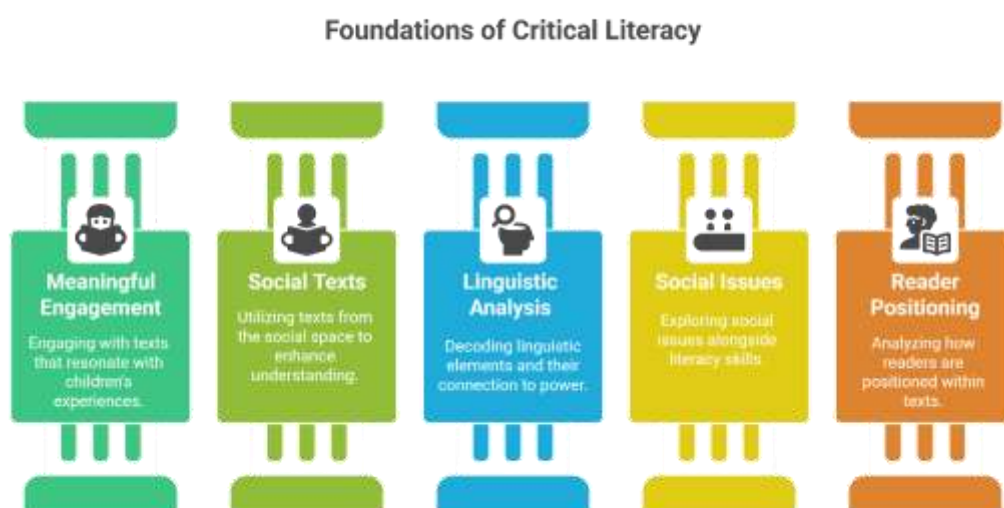 Foundations of Critical Literacy
Meaningful
Engagement
Engaging with texts
that resonate with
children's
experiences.
Social Texts
Utilizing texts from
the social space to
enhance
understanding.
Linguistic
Analysis
Decoding linguistic
elements and their
connection to power.
Social Issues
Exploring social
issues alongside
literacy skills.
Reader
Positioning
Analyzing how
readers are
positioned within
texts.